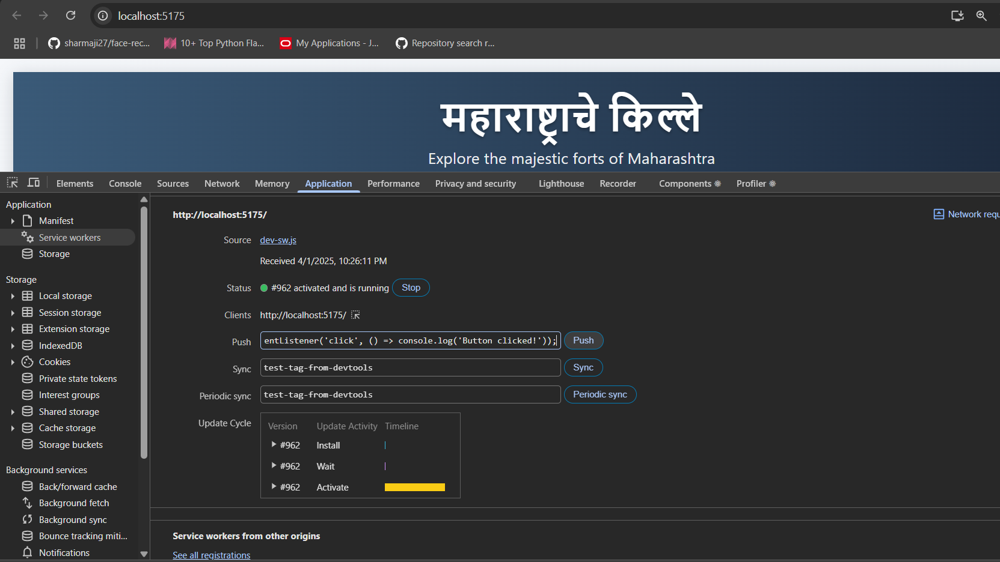 localhost:5175
sharmaji27/face-rec...
10+ Top Python Fla...
My Applications - J...
Repository search r...
महाराष्ट्राचे किल्ले
Explore the majestic forts of Maharashtra
Elements Console Sources Network Memory Application Performance Privacy and security Lighthouse Recorder Components Profiler
Application
Manifest
Service workers
Storage
Storage
Local storage
Session storage
Extension storage
IndexedDB
Cookies
Private state tokens
Interest groups
Shared storage
Cache storage
Storage buckets
Background services
Back/forward cache
Background fetch
Background sync
Bounce tracking miti...
Notifications
http://localhost:5175/
Network requ
Source dev-sw.js
Received 4/1/2025, 10:26:11 PM
Status #962 activated and is running Stop
Clients http://localhost:5175/
Push entListener('click', () => console.log('Button clicked!')); Push
Sync test-tag-from-devtools Sync
Periodic sync test-tag-from-devtools Periodic sync
Update Cycle Version Update Activity Timeline
#962 Install
#962 Wait
#962 Activate
Service workers from other origins
See all registrations